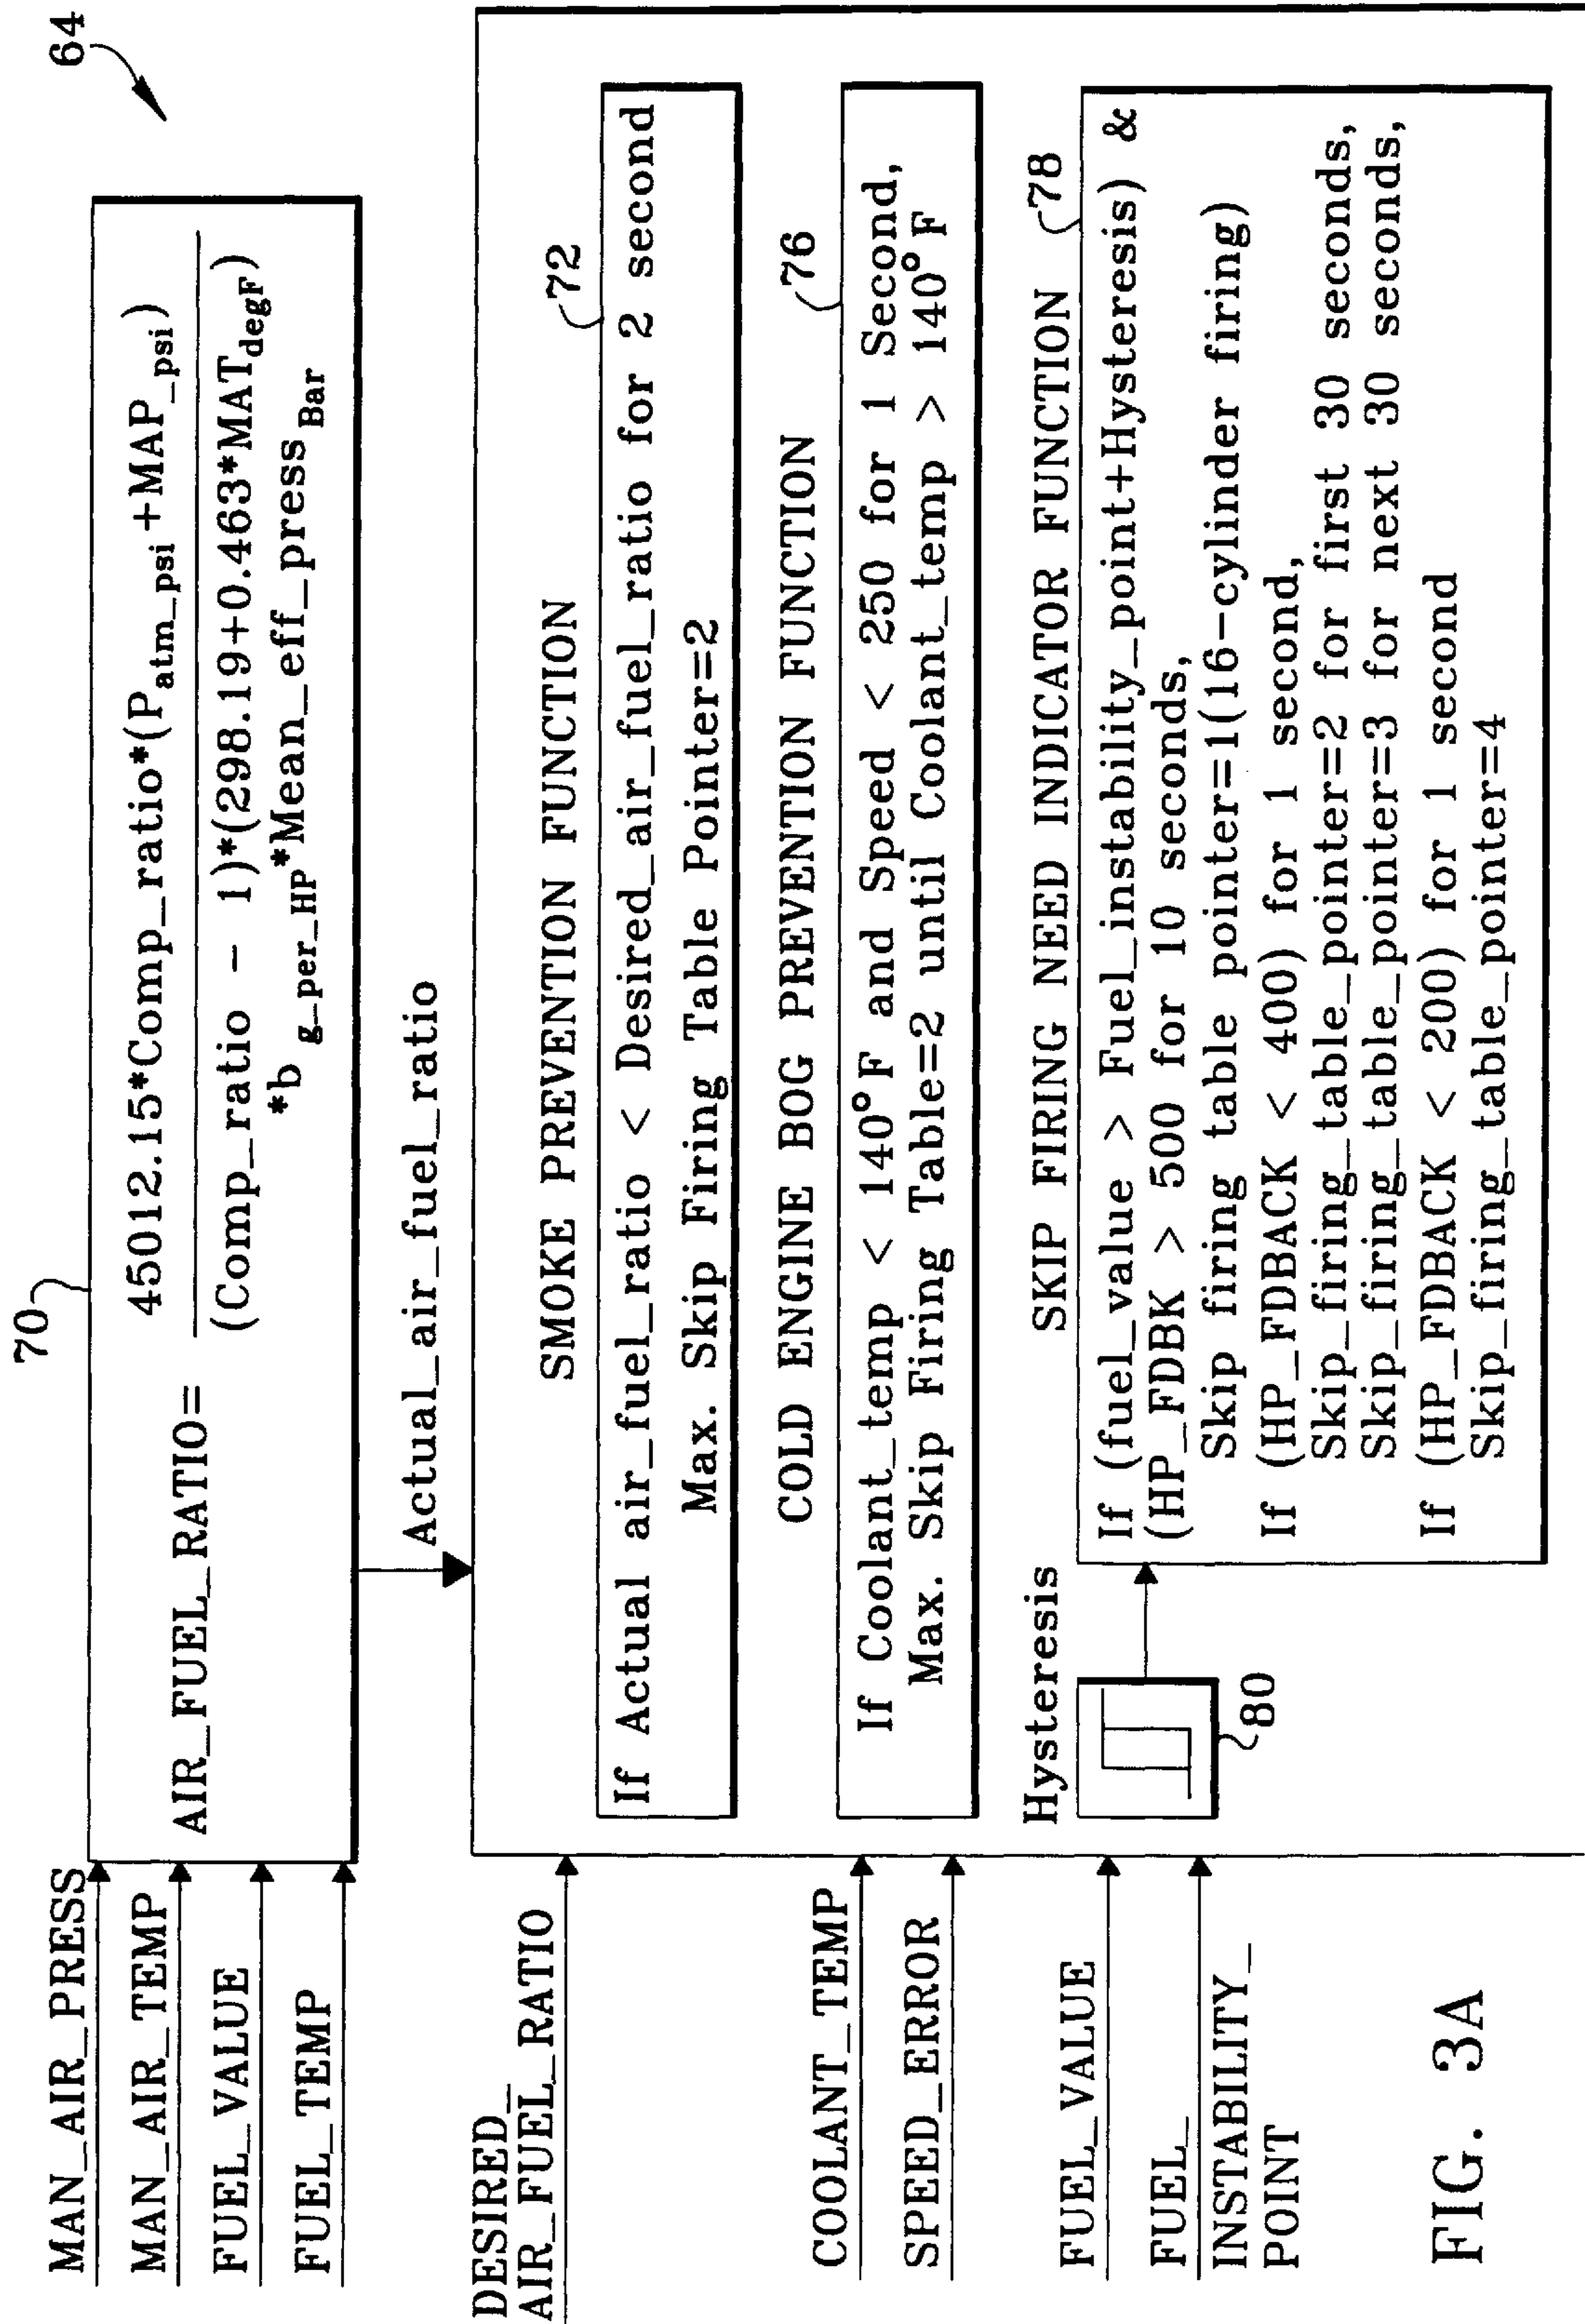 64
70
MAN_AIR_PRESS
MAN_AIR_TEMP
FUEL_VALUE
FUEL_TEMP
AIR_FUEL_RATIO=
45012.15*Comp_ratio*(Patm_psi+MAP_psi)
(Comp_ratio - 1)*(298.19+0.463*MATdegF)
*bg_per_HP*Mean_eff_pressBar
Actual_air_fuel_ratio
DESIRED_
AIR_FUEL_RATIO
SMOKE PREVENTION FUNCTION
72
If Actual air_fuel_ratio < Desired_air_fuel_ratio for 2 second
Max. Skip Firing Table Pointer=2
COOLANT_TEMP
SPEED_ERROR
COLD ENGINE BOG PREVENTION FUNCTION
76
If Coolant_temp < 140°F and Speed < 250 for 1 Second,
Max. Skip Firing Table=2 until Coolant_temp > 140°F
FUEL_VALUE
FUEL_
INSTABILITY_
POINT
Hysteresis
80
SKIP FIRING NEED INDICATOR FUNCTION
78
If (fuel_value > Fuel_instability_point+Hysteresis) &
(HP_FDBK > 500 for 10 seconds,
Skip firing table pointer=1(16-cylinder firing)
If (HP_FDBACK < 400) for 1 second,
Skip_firing_table_pointer=2 for first 30 seconds,
Skip_firing_table_pointer=3 for next 30 seconds,
If (HP_FDBACK < 200) for 1 second
Skip_firing_table_pointer=4
FIG. 3A